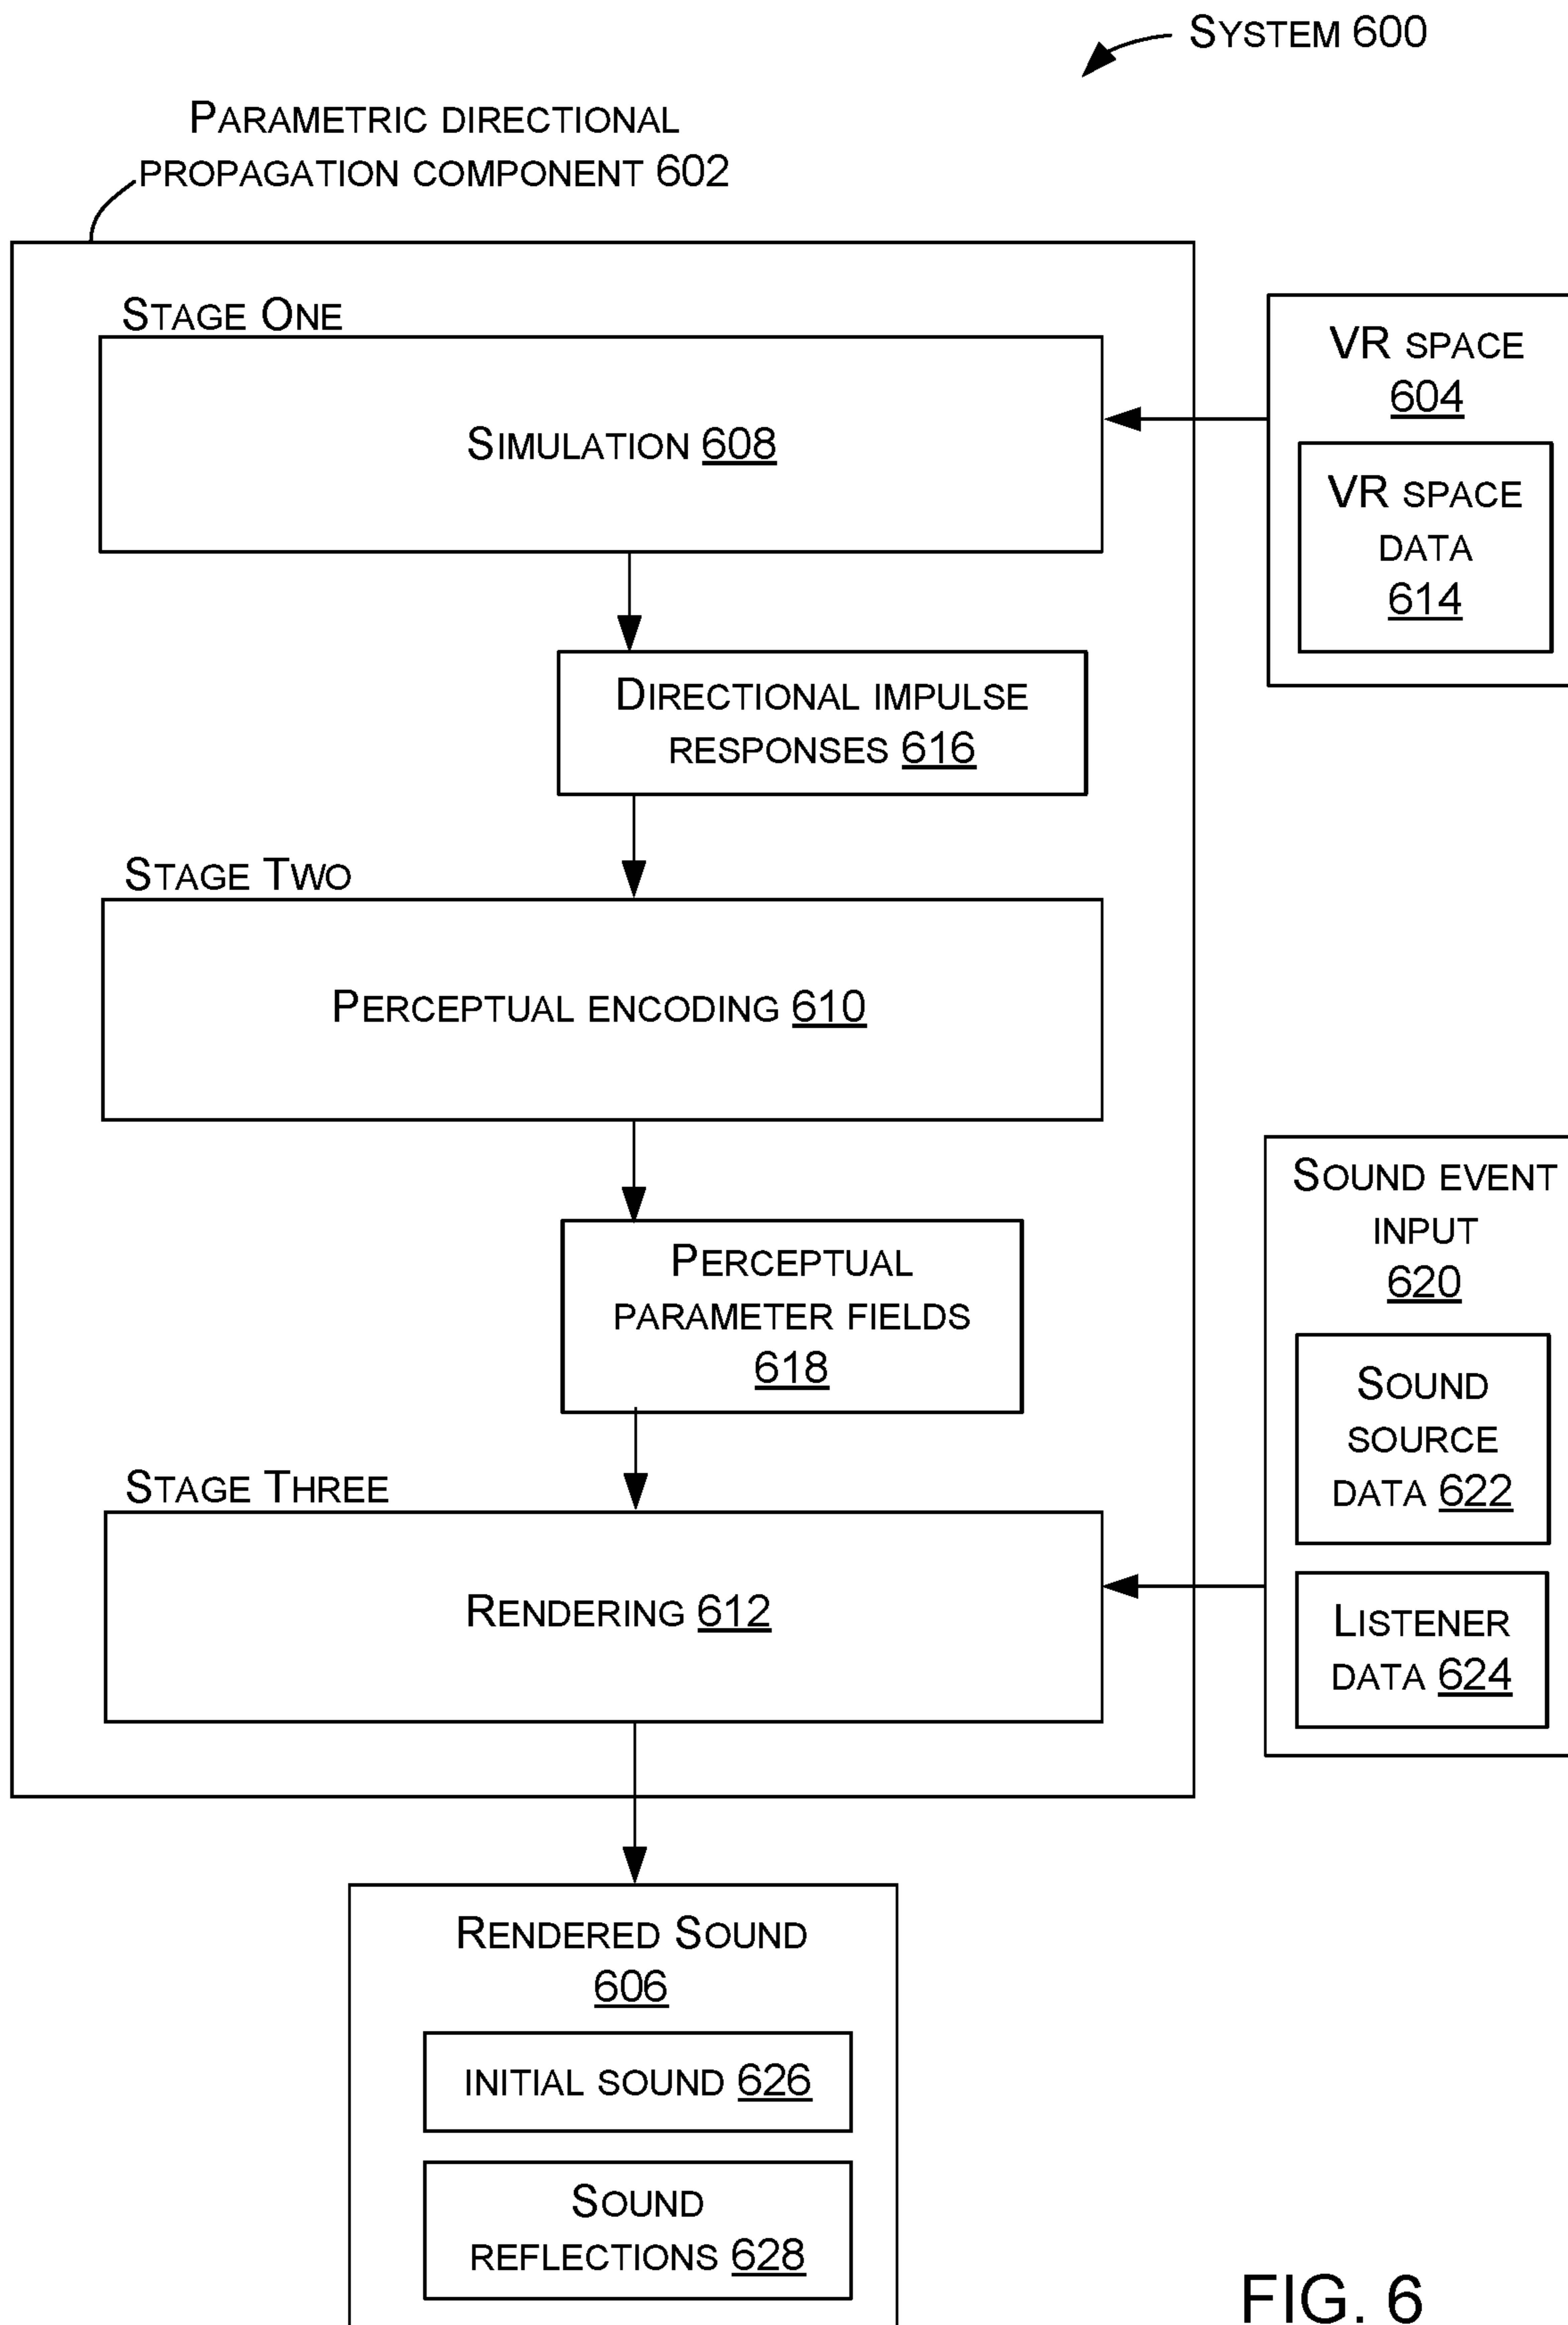 System 600
Parametric directional
propagation component 602
Stage One
Simulation 608
VR space
604
VR space
data
614
Directional impulse
responses 616
Stage Two
Perceptual encoding 610
Perceptual
parameter fields
618
Sound event
input
620
Sound
source
data 622
Listener
data 624
Stage Three
Rendering 612
Rendered Sound
606
initial sound 626
Sound
reflections 628
FIG. 6